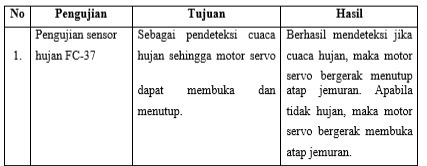 No Pengujian Tujuan Hasil
1. Pengujian sensor hujan FC-37
Sebagai pendeteksi cuaca
hujan sehingga motor servo
dapat membuka dan
menutup.
Berhasil mendeteksi jika
cuaca hujan, maka motor
servo bergerak menutup
atap jemuran. Apabila
tidak hujan, maka motor
servo bergerak membuka
atap jemuran.